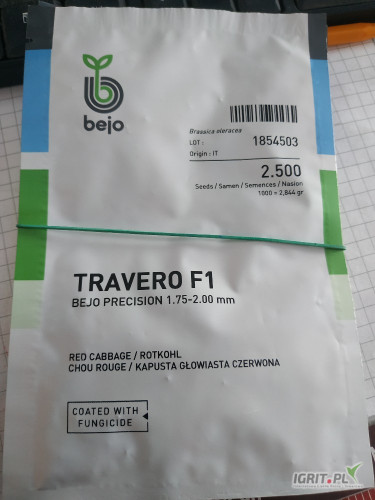 bejo
Brassica oleracea
LOT : 1854503
Origin : IT
2.500
Seeds / Samen / Semences / Nasion
1000 = 2,844 gr
TRAVERO F1
BEJO PRECISION 1.75-2.00 mm
RED CABBAGE / ROTKOHL
CHOU ROUGE / KAPUSTA GŁOWIASTA CZERWONA
COATED WITH
FUNGICIDE
IGRIT.PL